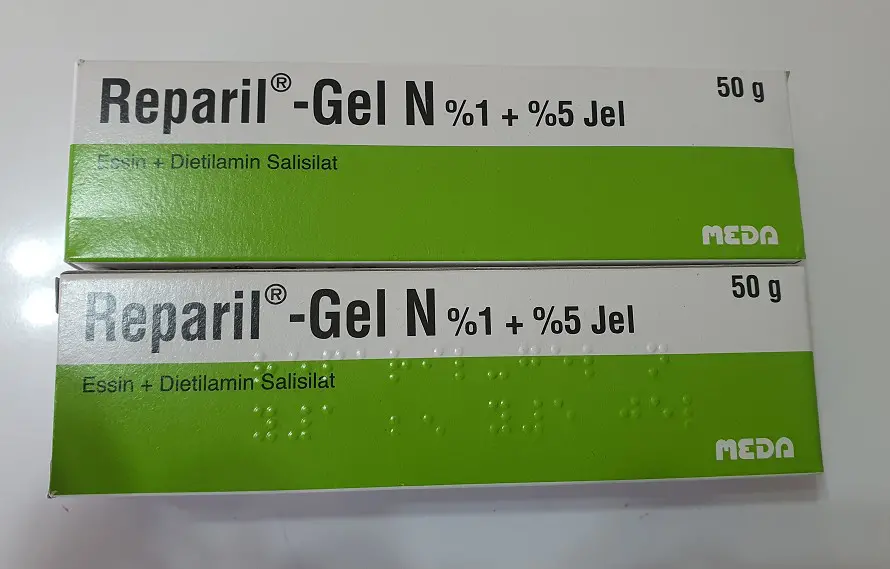 Reparil®-Gel N %1 + %5 Jel
50 g
Essin + Dietilamin Salisilat
MEDA
Reparil®-Gel N %1 + %5 Jel
50 g
Essin + Dietilamin Salisilat
MEDA